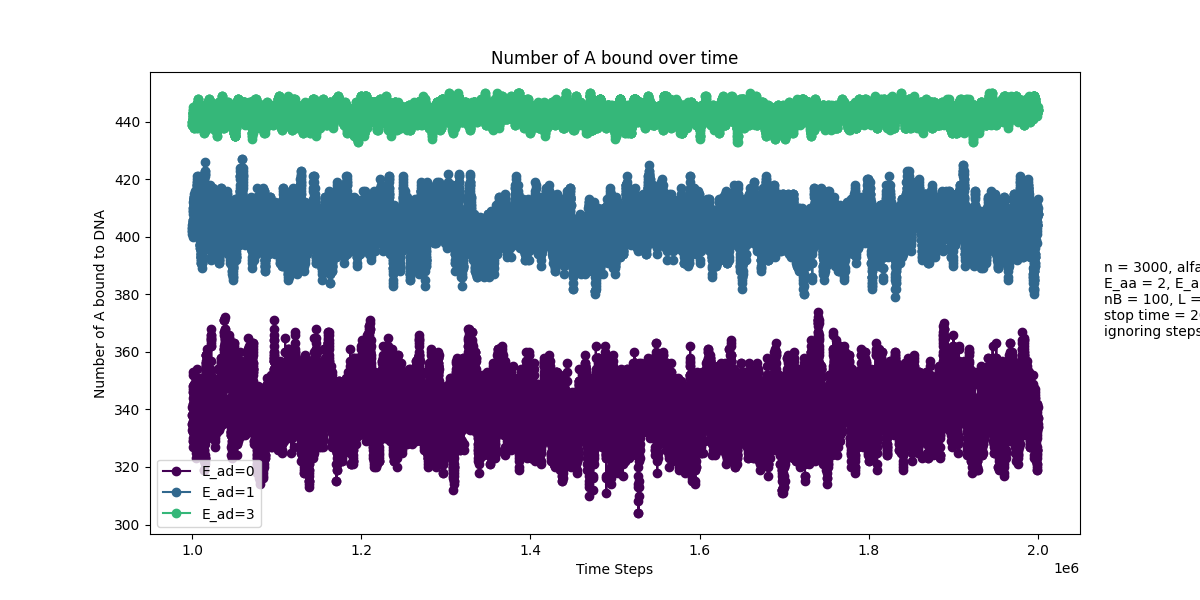 Number of A bound over time
Number of A bound to DNA
440
420
400
380
360
340
320
300
E_ad=0
E_ad=1
E_ad=3
1.0
1.2
1.4
1.6
1.8
2.0
1e6
Time Steps
n = 3000, alfa
E_aa = 2, E_a
nB = 100, L =
stop time = 2
ignoring steps